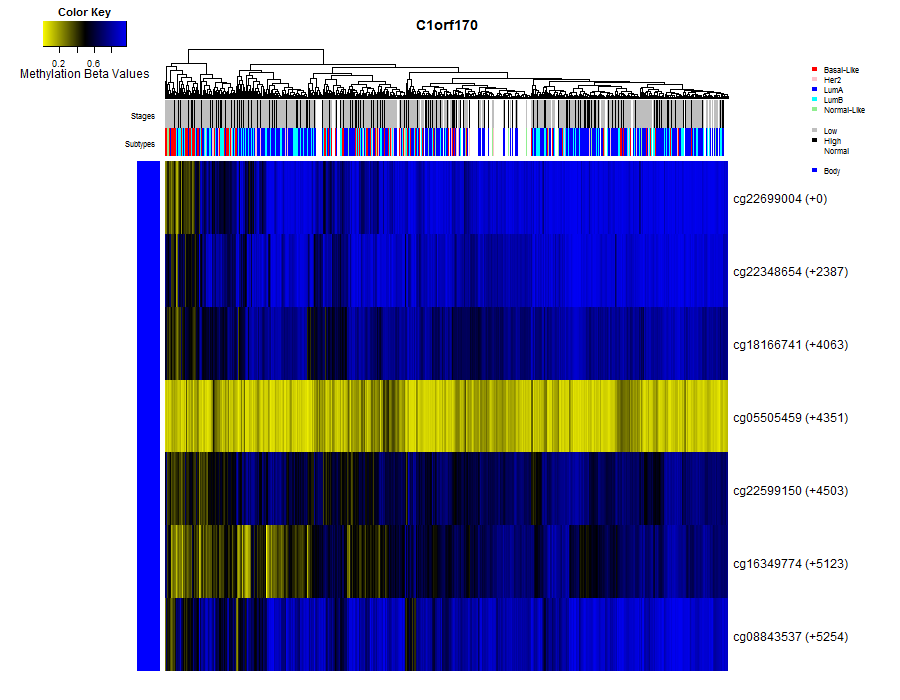 Color Key
0.2 0.6
Methylation Beta Values
C1orf170
Stages
Subtypes
Basal-Like
Her2
LumA
LumB
Normal-Like
Low
High
Normal
Body
cg22699004 (+0)
cg22348654 (+2387)
cg18166741 (+4063)
cg05505459 (+4351)
cg22599150 (+4503)
cg16349774 (+5123)
cg08843537 (+5254)